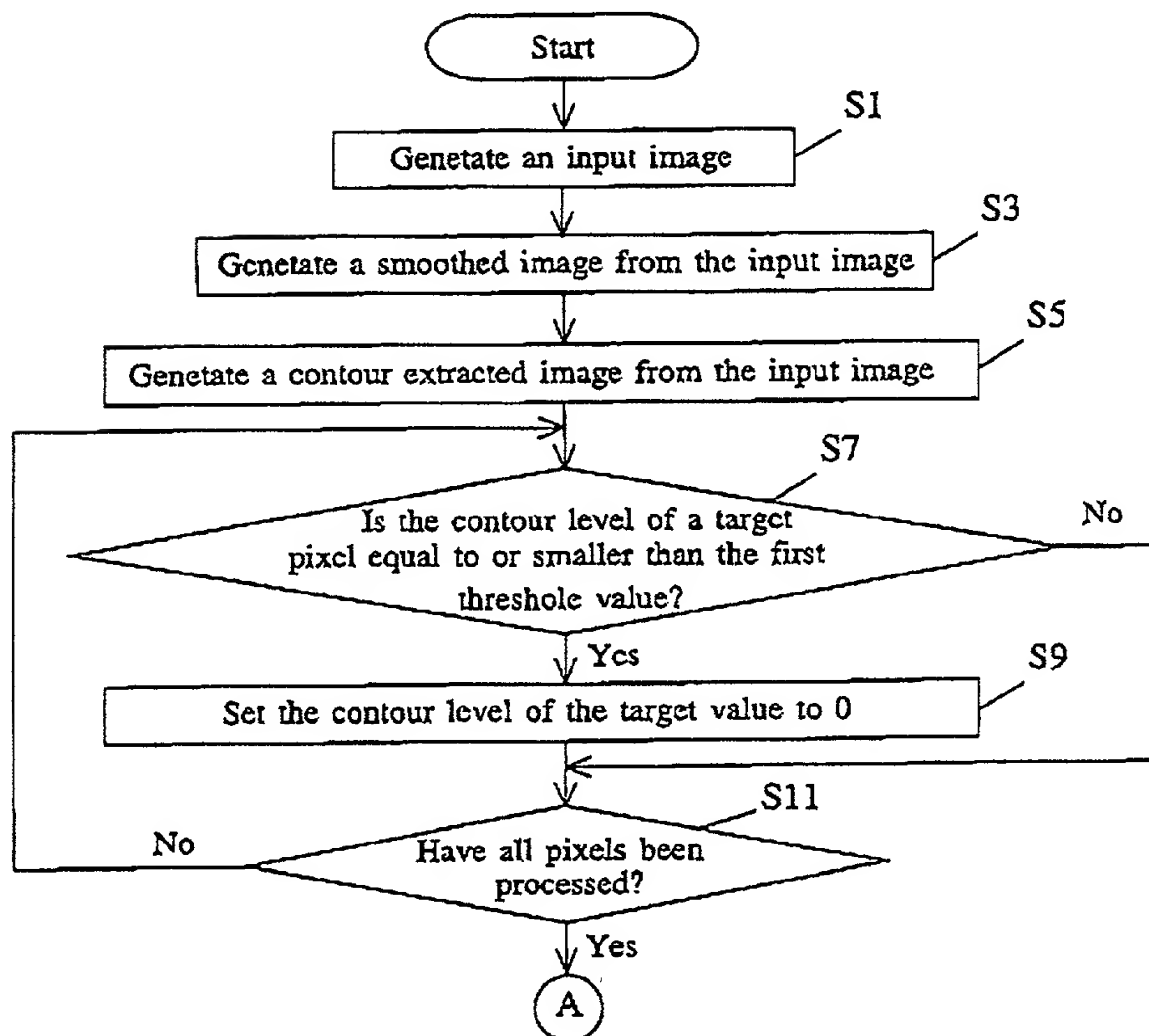 Start
S1
Genetate an input image
S3
Genetate a smoothed image from the input image
S5
Genetate a contour extracted image from the input image
S7
Is the contour level of a target
pixel equal to or smaller than the first
threshole value?
No
Yes
S9
Set the contour level of the target value to 0
S11
No
Have all pixels been
processed?
Yes
A